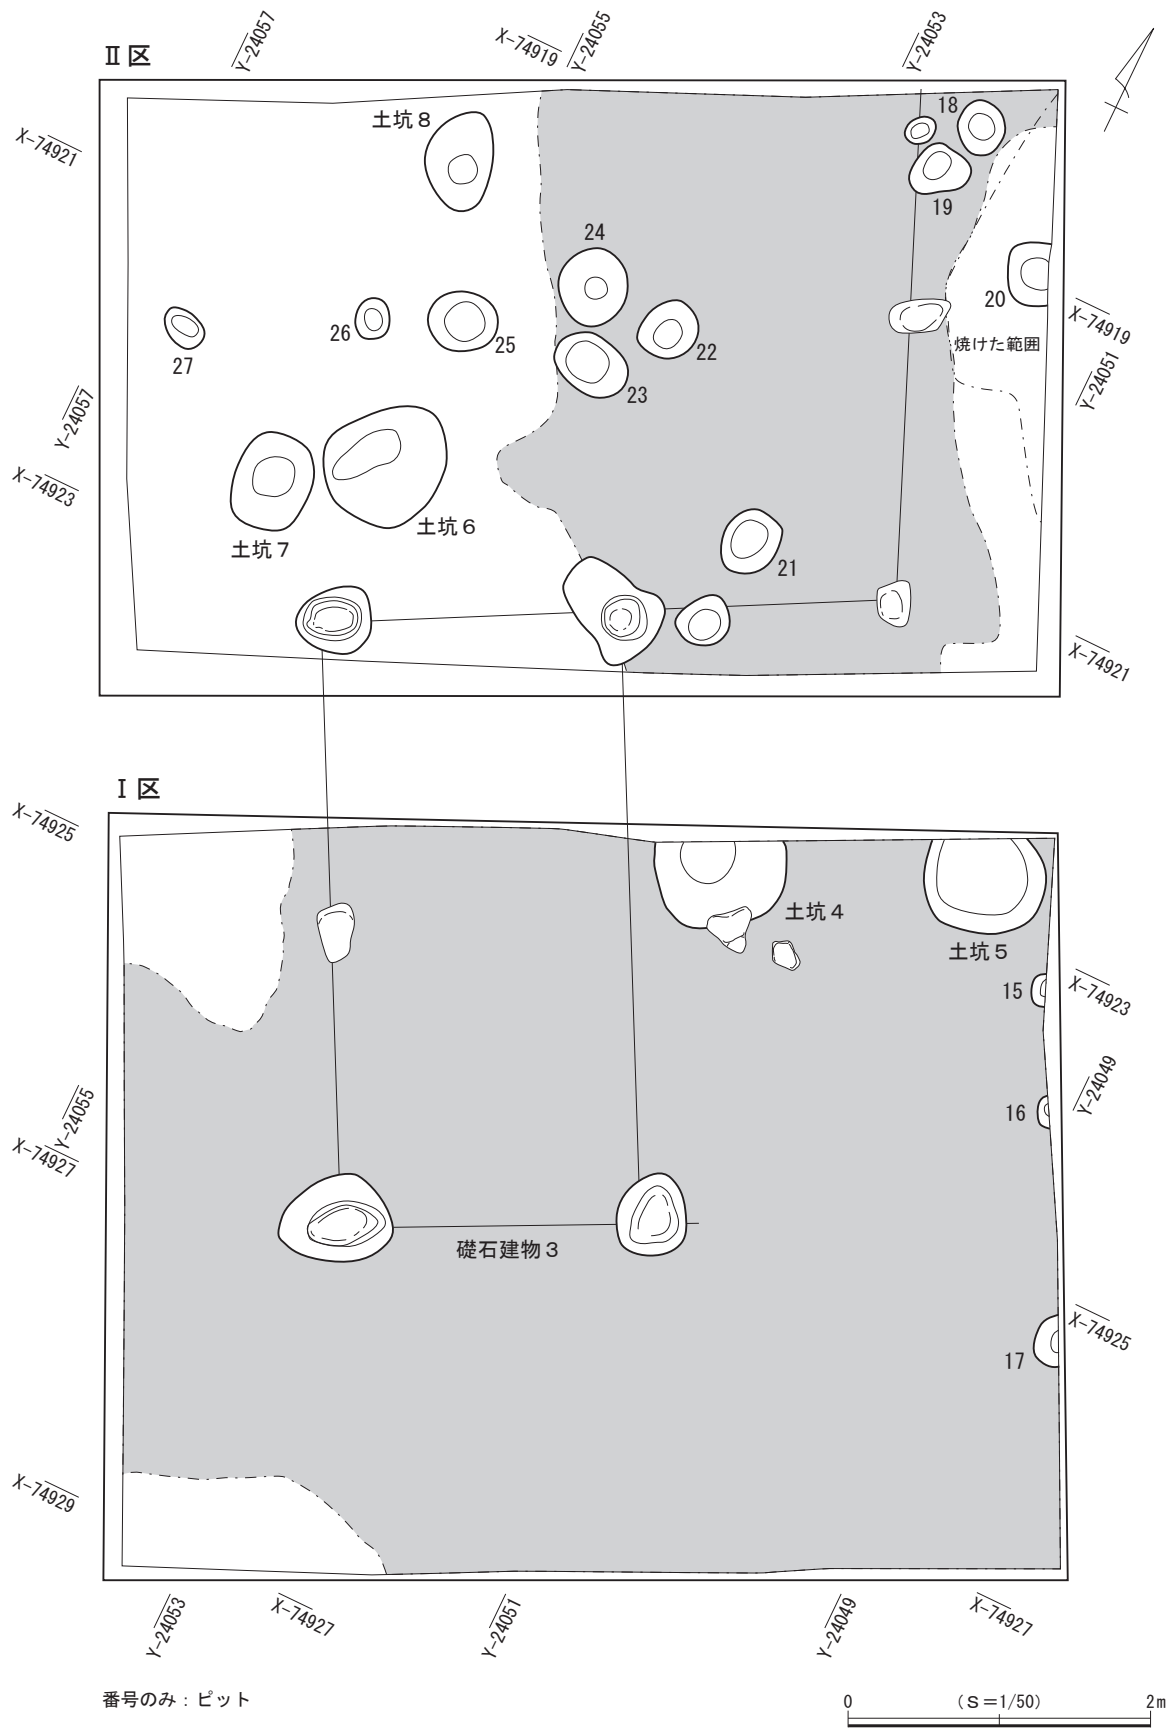 Y-24057
X-74919
Y-24055
Y-24053
Ⅱ区
X-74921
土坑８
18
19
24
20
X-74919
27
26
25
22
焼けた範囲
23
Y-24051
Y-24057
X-74923
土坑７
土坑６
21
X-74921
Ⅰ区
X-74925
土坑４
土坑５
15
X-74923
16
Y-24049
Y-24055
X-74927
礎石建物３
17
X-74925
X-74929
Y-24053
X-74927
Y-24051
Y-24049
X-74927
番号のみ：ピット
0 （Ｓ＝1/50） 2m